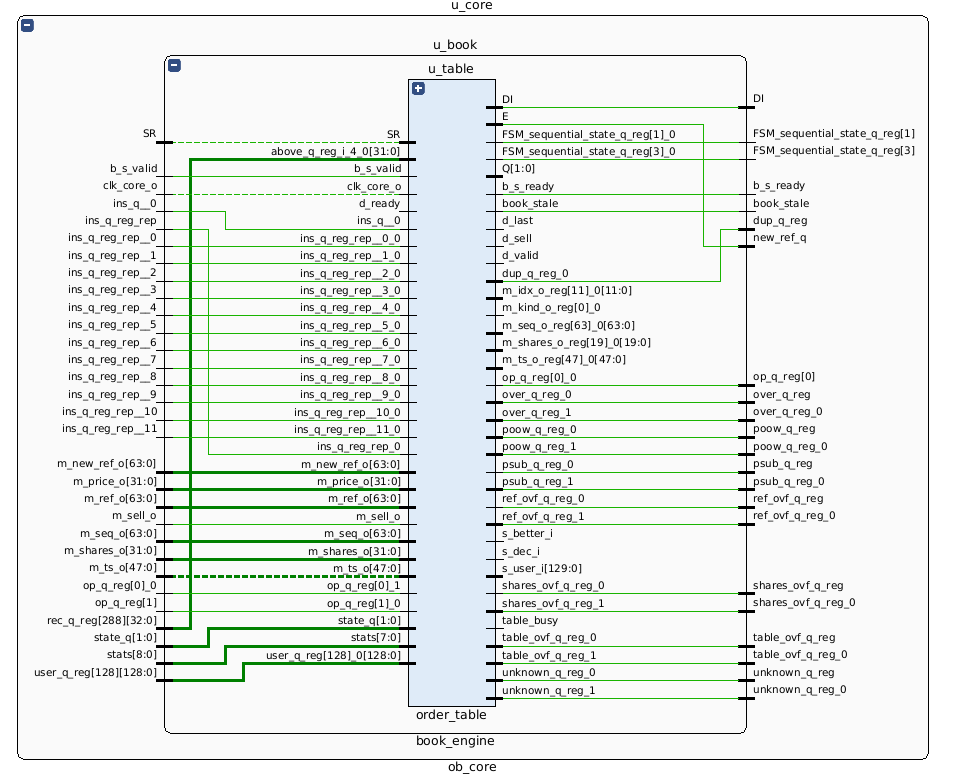 u_core
u_book
u_table
SR
b_s_valid
clk_core_o
ins_q__0
ins_q_reg_rep
ins_q_reg_rep__0
ins_q_reg_rep__1
ins_q_reg_rep__2
ins_q_reg_rep__3
ins_q_reg_rep__4
ins_q_reg_rep__5
ins_q_reg_rep__6
ins_q_reg_rep__7
ins_q_reg_rep__8
ins_q_reg_rep__9
ins_q_reg_rep__10
ins_q_reg_rep__11
m_new_ref_o[63:0]
m_price_o[31:0]
m_ref_o[63:0]
m_sell_o
m_seq_o[63:0]
m_shares_o[31:0]
m_ts_o[47:0]
op_q_reg[0]_0
op_q_reg[1]
rec_q_reg[288][32:0]
state_q[1:0]
stats[8:0]
user_q_reg[128][128:0]
SR
above_q_reg_i_4_0[31:0]
b_s_valid
clk_core_o
d_ready
ins_q__0
ins_q_reg_rep__0_0
ins_q_reg_rep__1_0
ins_q_reg_rep__2_0
ins_q_reg_rep__3_0
ins_q_reg_rep__4_0
ins_q_reg_rep__5_0
ins_q_reg_rep__6_0
ins_q_reg_rep__7_0
ins_q_reg_rep__8_0
ins_q_reg_rep__9_0
ins_q_reg_rep__10_0
ins_q_reg_rep__11_0
ins_q_reg_rep_0
m_new_ref_o[63:0]
m_price_o[31:0]
m_ref_o[63:0]
m_sell_o
m_seq_o[63:0]
m_shares_o[31:0]
m_ts_o[47:0]
op_q_reg[0]_1
op_q_reg[1]_0
state_q[1:0]
stats[7:0]
user_q_reg[128]_0[128:0]
DI
E
FSM_sequential_state_q_reg[1]_0
FSM_sequential_state_q_reg[3]_0
Q[1:0]
b_s_ready
book_stale
d_last
d_sell
d_valid
dup_q_reg_0
m_idx_o_reg[11]_0[11:0]
m_kind_o_reg[0]_0
m_seq_o_reg[63]_0[63:0]
m_shares_o_reg[19]_0[19:0]
m_ts_o_reg[47]_0[47:0]
op_q_reg[0]_0
over_q_reg_0
over_q_reg_1
poow_q_reg_0
poow_q_reg_1
psub_q_reg_0
psub_q_reg_1
ref_ovf_q_reg_0
ref_ovf_q_reg_1
s_better_i
s_dec_i
s_user_i[129:0]
shares_ovf_q_reg_0
shares_ovf_q_reg_1
table_busy
table_ovf_q_reg_0
table_ovf_q_reg_1
unknown_q_reg_0
unknown_q_reg_1
DI
FSM_sequential_state_q_reg[1]
FSM_sequential_state_q_reg[3]
b_s_ready
book_stale
dup_q_reg
new_ref_q
op_q_reg[0]
over_q_reg
over_q_reg_0
poow_q_reg
poow_q_reg_0
psub_q_reg
psub_q_reg_0
ref_ovf_q_reg
ref_ovf_q_reg_0
shares_ovf_q_reg
shares_ovf_q_reg_0
table_ovf_q_reg
table_ovf_q_reg_0
unknown_q_reg
unknown_q_reg_0
order_table
book_engine
ob_core